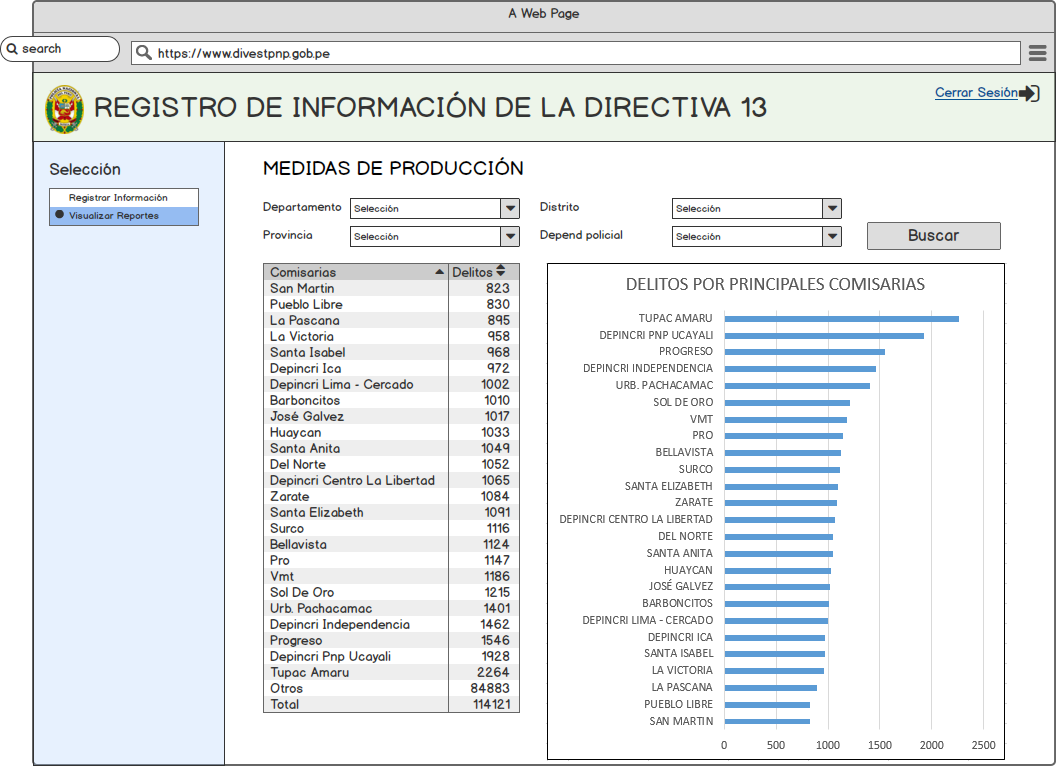 A Web Page
search
https://www.divestpnp.gob.pe
REGISTRO DE INFORMACIÓN DE LA DIRECTIVA 13
Cerrar Sesión
Selección
Registrar Información
Visualizar Reportes
MEDIDAS DE PRODUCCIÓN
Departamento Selección Distrito Selección
Provincia Selección Depend policial Selección
Buscar
Comisarias Delitos
San Martin 823
Pueblo Libre 830
La Pascana 895
La Victoria 958
Santa Isabel 968
Depincri Ica 972
Depincri Lima - Cercado 1002
Barboncitos 1010
José Galvez 1017
Huaycan 1033
Santa Anita 1049
Del Norte 1052
Depincri Centro La Libertad 1065
Zarate 1084
Santa Elizabeth 1091
Surco 1116
Bellavista 1124
Pro 1147
Vmt 1186
Sol De Oro 1215
Urb. Pachacamac 1401
Depincri Independencia 1462
Progreso 1546
Depincri Pnp Ucayali 1928
Tupac Amaru 2264
Otros 84883
Total 114121
DELITOS POR PRINCIPALES COMISARIAS
TUPAC AMARU
DEPINCRI PNP UCAYALI
PROGRESO
DEPINCRI INDEPENDENCIA
URB. PACHACAMAC
SOL DE ORO
VMT
PRO
BELLAVISTA
SURCO
SANTA ELIZABETH
ZARATE
DEPINCRI CENTRO LA LIBERTAD
DEL NORTE
SANTA ANITA
HUAYCAN
JOSÉ GALVEZ
BARBONCITOS
DEPINCRI LIMA - CERCADO
DEPINCRI ICA
SANTA ISABEL
LA VICTORIA
LA PASCANA
PUEBLO LIBRE
SAN MARTIN
0 500 1000 1500 2000 2500